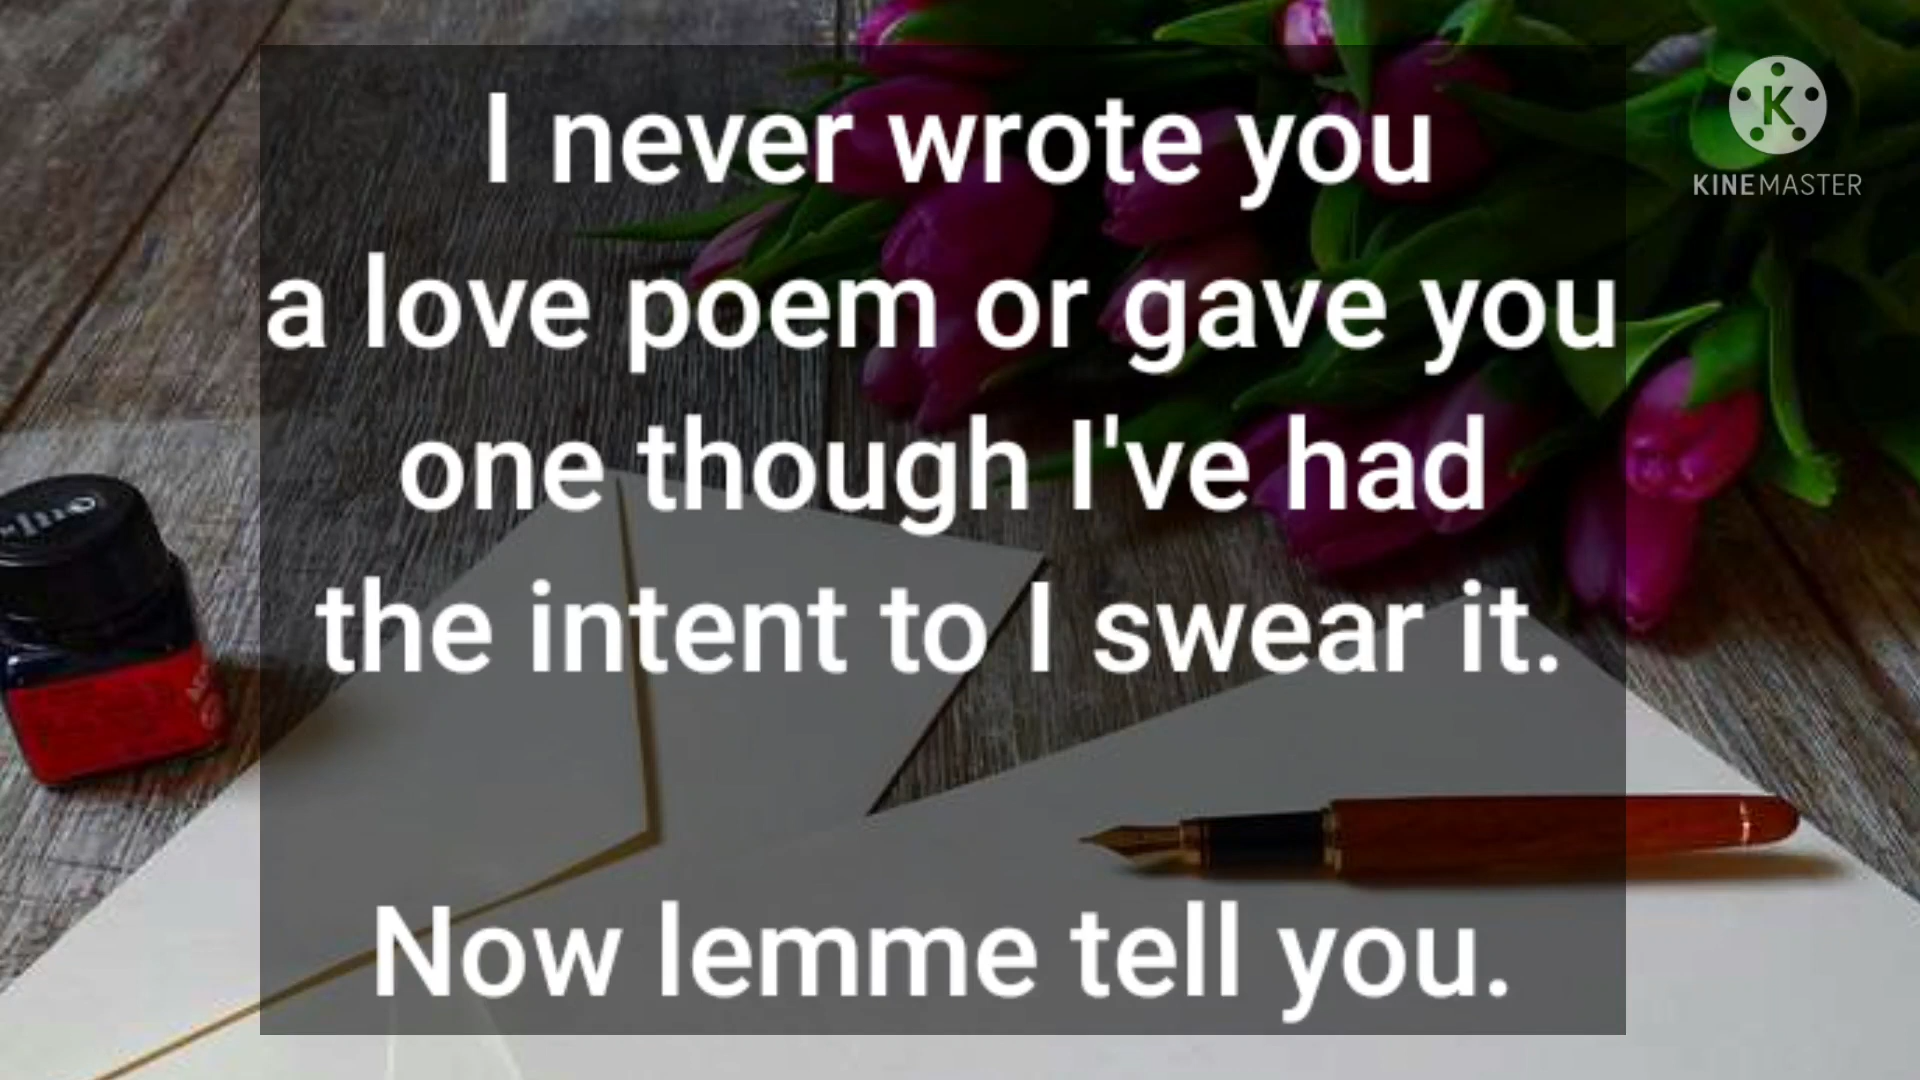 I never wrote you
a love poem or gave you
one though I've had
the intent to I swear it.
Now lemme tell you.
K
KINEMASTER